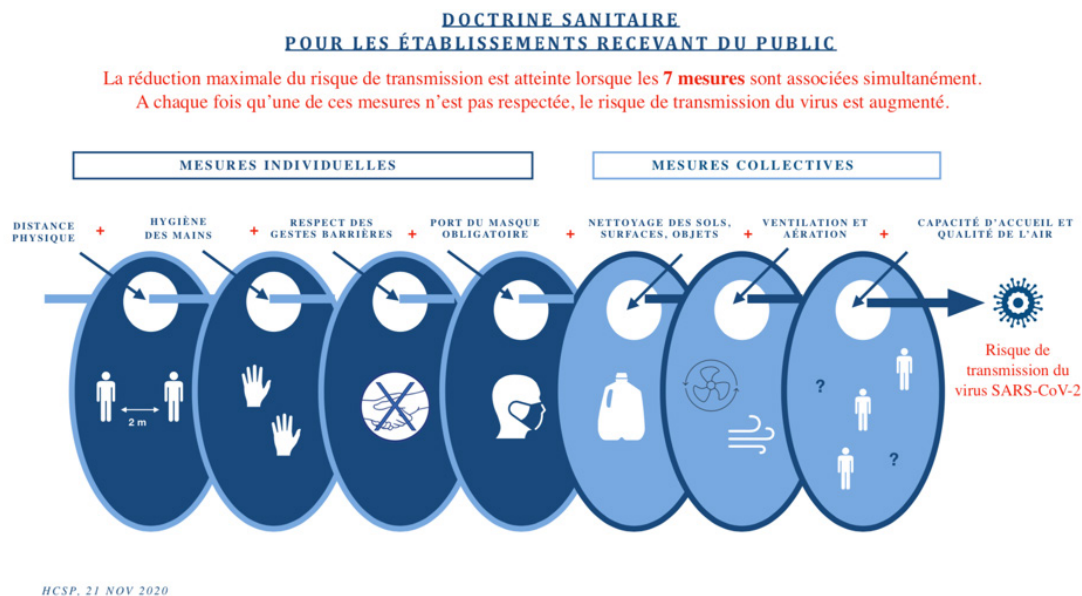 DOCTRINE SANITAIRE
POUR LES ÉTABLISSEMENTS RECEVANT DU PUBLIC
La réduction maximale du risque de transmission est atteinte lorsque les 7 mesures sont associées simultanément.
A chaque fois qu’une de ces mesures n’est pas respectée, le risque de transmission du virus est augmenté.
MESURES INDIVIDUELLES
MESURES COLLECTIVES
DISTANCE
PHYSIQUE
+
HYGIÈNE
DES MAINS
+
RESPECT DES
GESTES BARRIÈRES
+
PORT DU MASQUE
OBLIGATOIRE
+
NETTOYAGE DES SOLS,
SURFACES, OBJETS
+
VENTILATION ET
AÉRATION
+
CAPACITÉ D’ACCUEIL ET
QUALITÉ DE L’AIR
2 m
?
?
Risque de
transmission du
virus SARS-CoV-2
HCSP, 21 NOV 2020